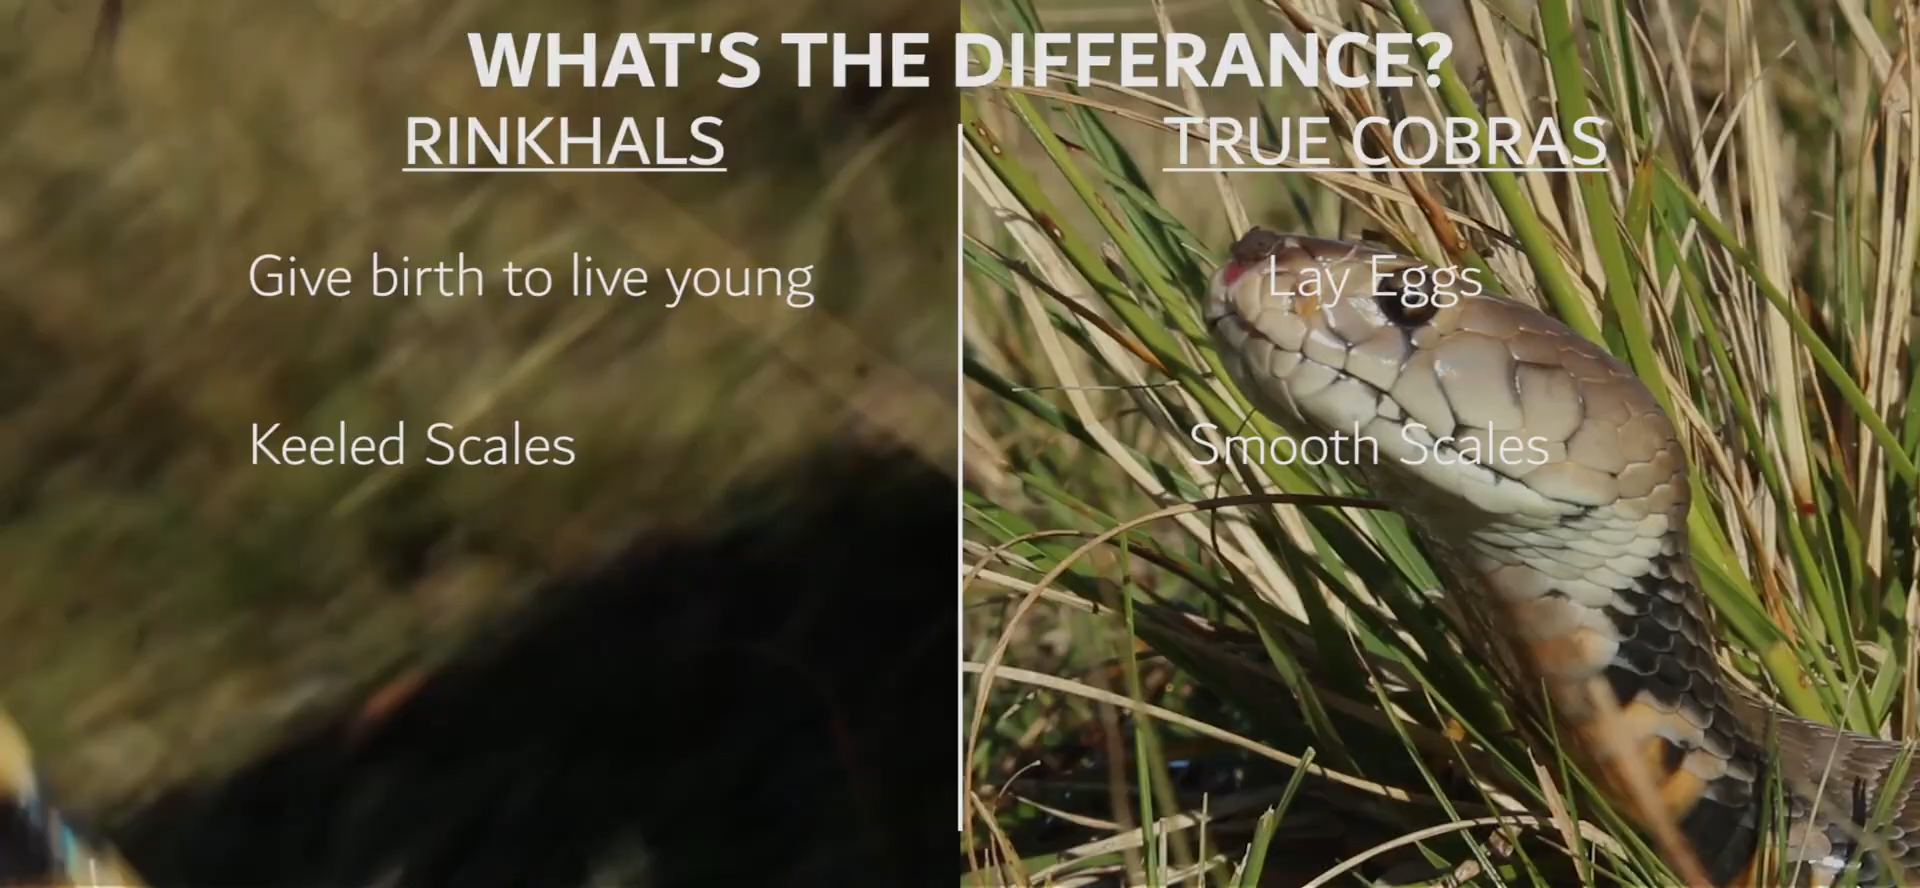 WHAT'S THE DIFFERANCE?
RINKHALS
TRUE COBRAS
Give birth to live young
Lay Eggs
Keeled Scales
Smooth Scales